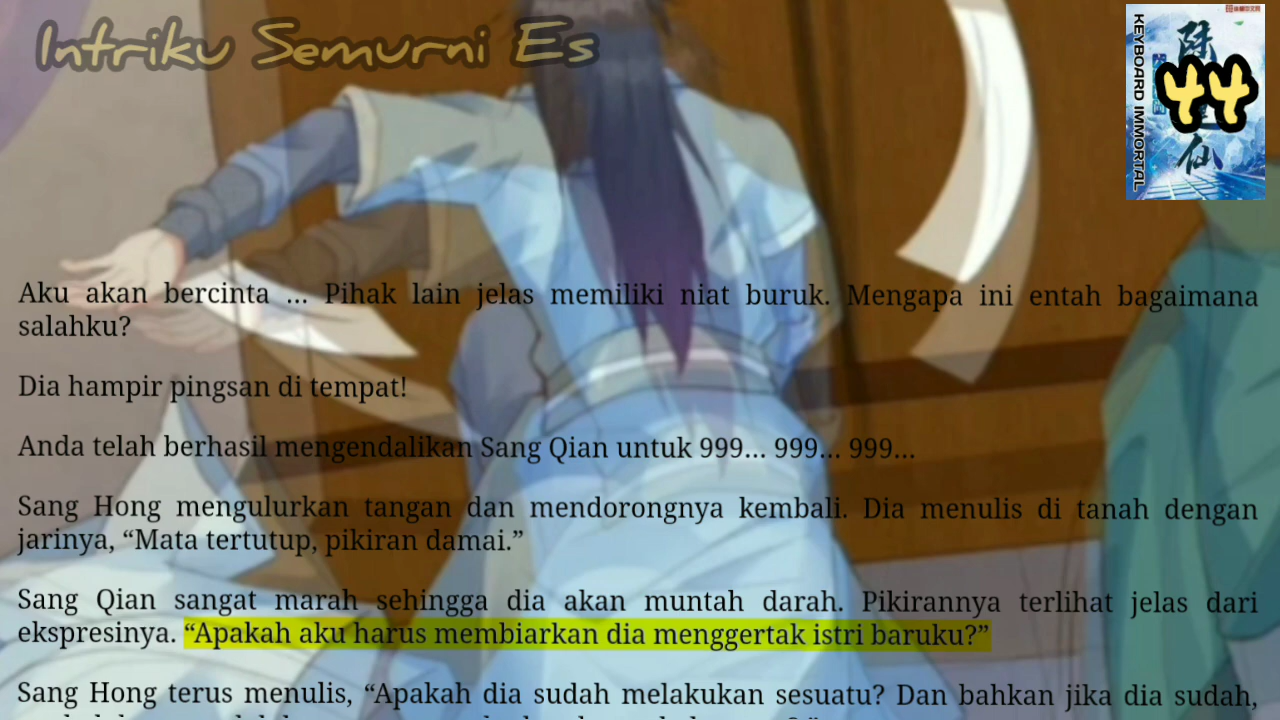 Intriku Semurni Es
KEYBOARD IMMORTAL
44
仙
Aku akan bercinta ... Pihak lain jelas memiliki niat buruk. Mengapa ini entah bagaimana
salahku?
Dia hampir pingsan di tempat!
Anda telah berhasil mengendalikan Sang Qian untuk 999… 999… 999…
Sang Hong mengulurkan tangan dan mendorongnya kembali. Dia menulis di tanah dengan
jarinya, “Mata tertutup, pikiran damai.”
Sang Qian sangat marah sehingga dia akan muntah darah. Pikirannya terlihat jelas dari
ekspresinya. “Apakah aku harus membiarkan dia menggertak istri baruku?”
Sang Hong terus menulis, “Apakah dia sudah melakukan sesuatu? Dan bahkan jika dia sudah,